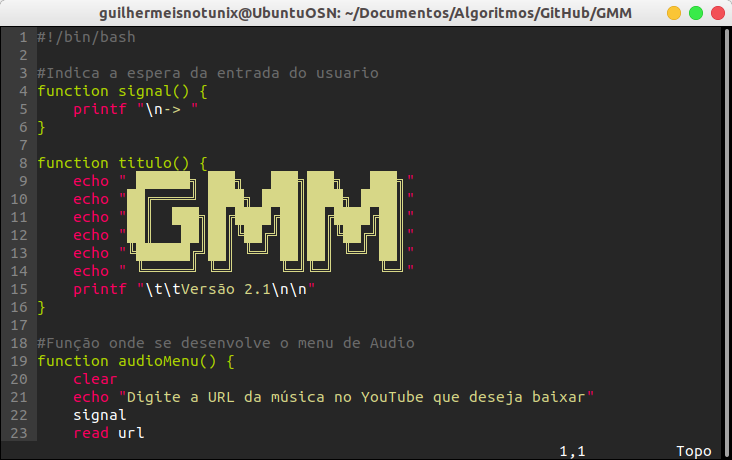 guilhermeisnotunix@UbuntuOSN: ~/Documentos/Algoritmos/GitHub/GMM
1 #!/bin/bash
2
3 #Indica a espera da entrada do usuario
4 function signal() {
5     printf "\n-> "
6 }
7
8 function titulo() {
9     echo " ██████╗ ███╗   ███╗███╗   ███╗"
10     echo "██╔════╝ ████╗ ████║████╗ ████║"
11     echo "██║  ███╗██╔████╔██║██╔████╔██║"
12     echo "██║   ██║██║╚██╔╝██║██║╚██╔╝██║"
13     echo "╚██████╔╝██║ ╚═╝ ██║██║ ╚═╝ ██║"
14     echo " ╚═════╝ ╚═╝     ╚═╝╚═╝     ╚═╝"
15     printf "\t\tVersão 2.1\n\n"
16 }
17
18 #Função onde se desenvolve o menu de Audio
19 function audioMenu() {
20     clear
21     echo "Digite a URL da música no YouTube que deseja baixar"
22     signal
23     read url
1,1 Topo